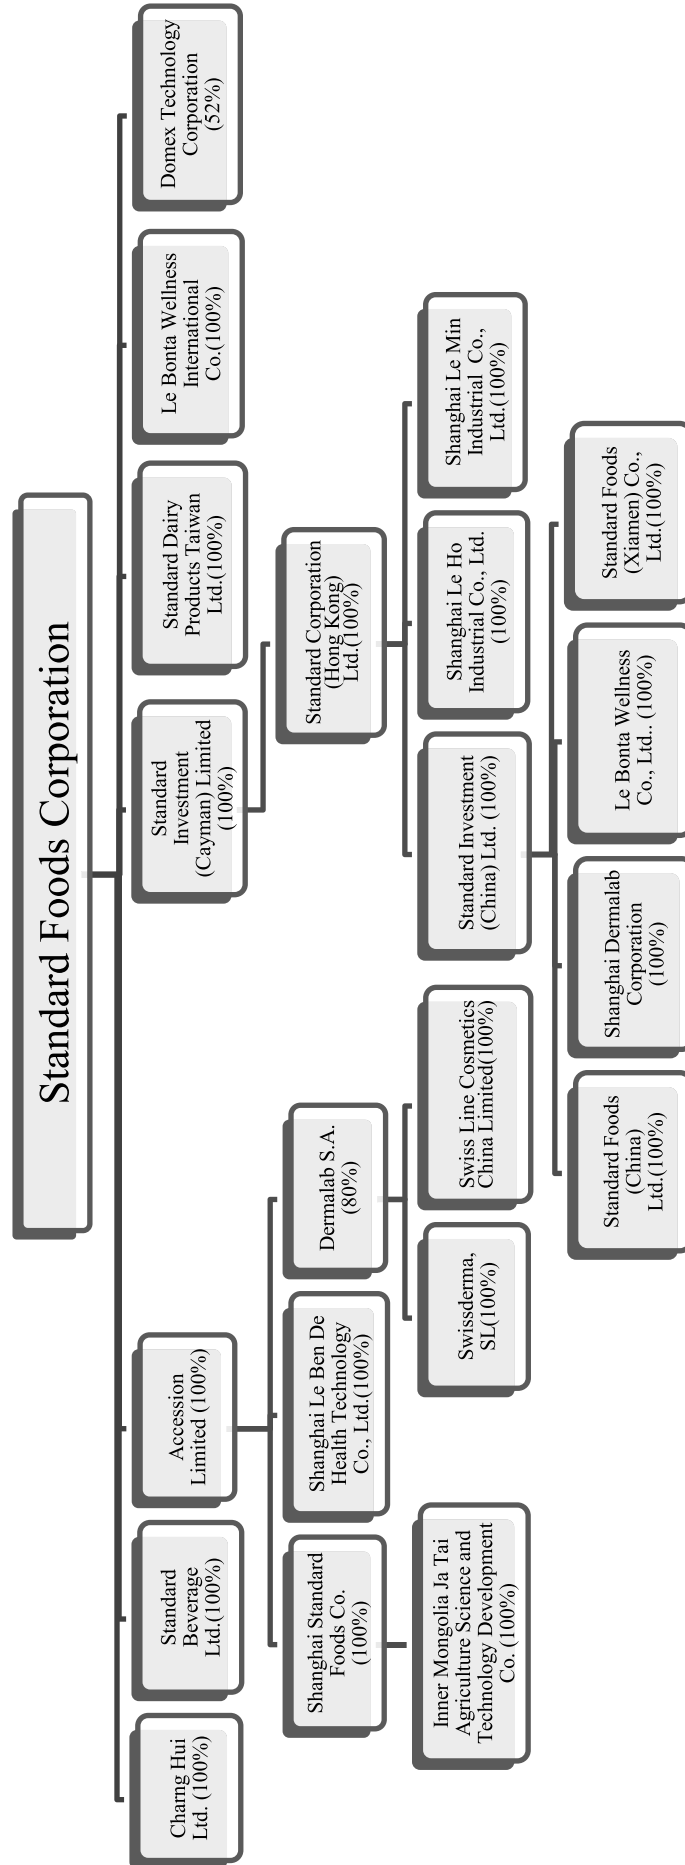 Standard Foods Corporation
Charng Hui
Ltd. (100%)
Standard
Beverage
Ltd.(100%)
Accession
Limited (100%)
Standard
Investment
(Cayman) Limited
(100%)
Standard Dairy
Products Taiwan
Ltd.(100%)
Le Bonta Wellness
International
Co.(100%)
Domex Technology
Corporation
(52%)
Shanghai Standard
Foods Co.
(100%)
Shanghai Le Ben De
Health Technology
Co., Ltd.(100%)
Dermalab S.A.
(80%)
Standard Corporation
(Hong Kong)
Ltd.(100%)
Inner Mongolia Ja Tai
Agriculture Science and
Technology Development
Co. (100%)
Swissderma,
SL(100%)
Swiss Line Cosmetics
China Limited(100%)
Standard Investment
(China) Ltd. (100%)
Shanghai Le Ho
Industrial Co., Ltd.
(100%)
Shanghai Le Min
Industrial Co.,
Ltd.(100%)
Standard Foods
(China)
Ltd.(100%)
Shanghai Dermalab
Corporation
(100%)
Le Bonta Wellness
Co., Ltd.. (100%)
Standard Foods
(Xiamen) Co.,
Ltd.(100%)